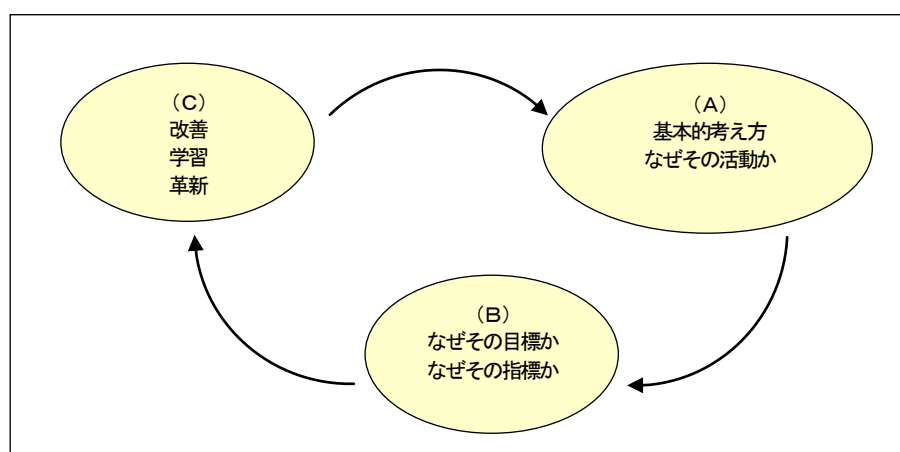 （C）
改善
学習
革新
（A）
基本的考え方
なぜその活動か
（B）
なぜその目標か
なぜその指標か